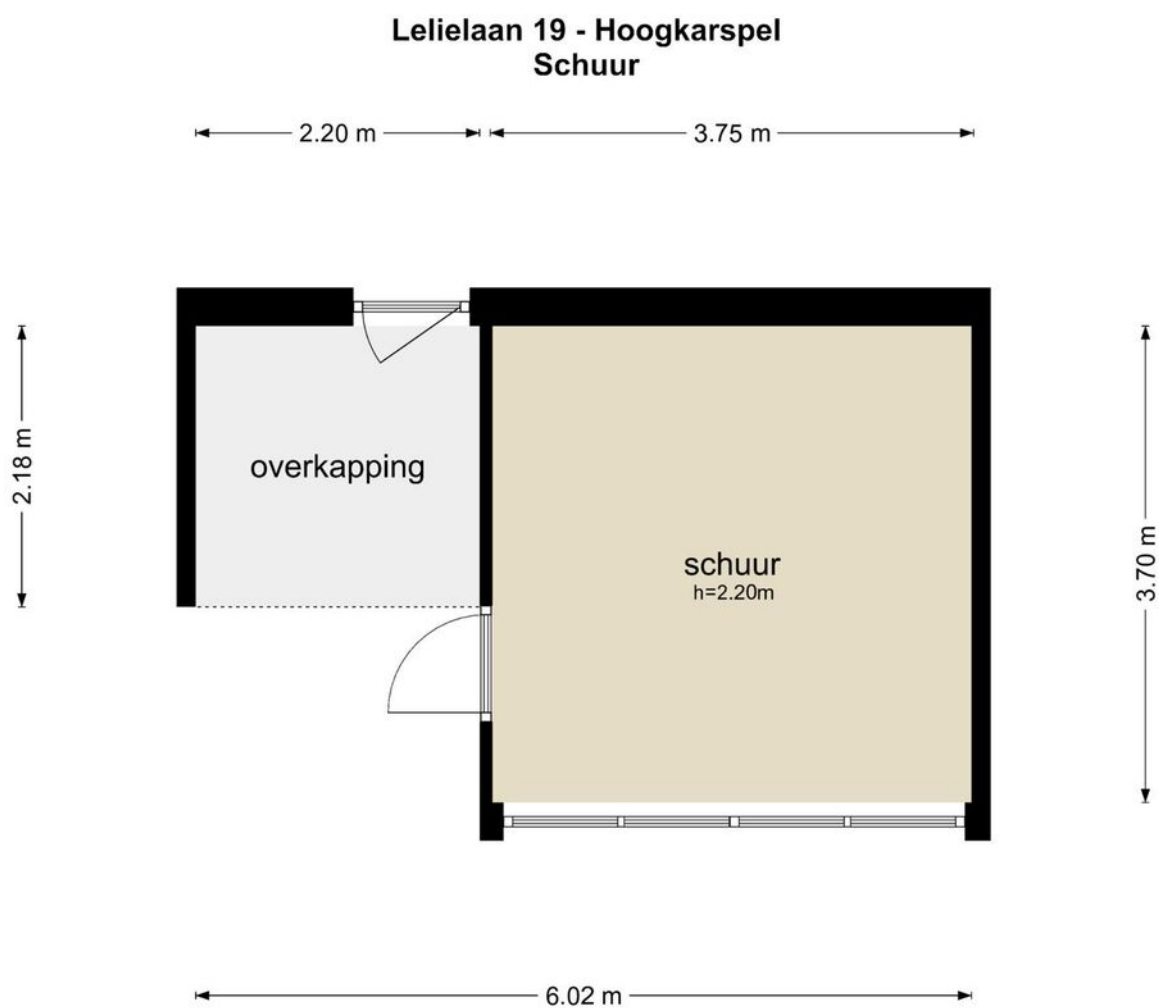 Lelielaan 19 - Hoogkarspel
Schuur
2.20 m
3.75 m
2.18 m
overkapping
schuur
h=2.20m
3.70 m
6.02 m